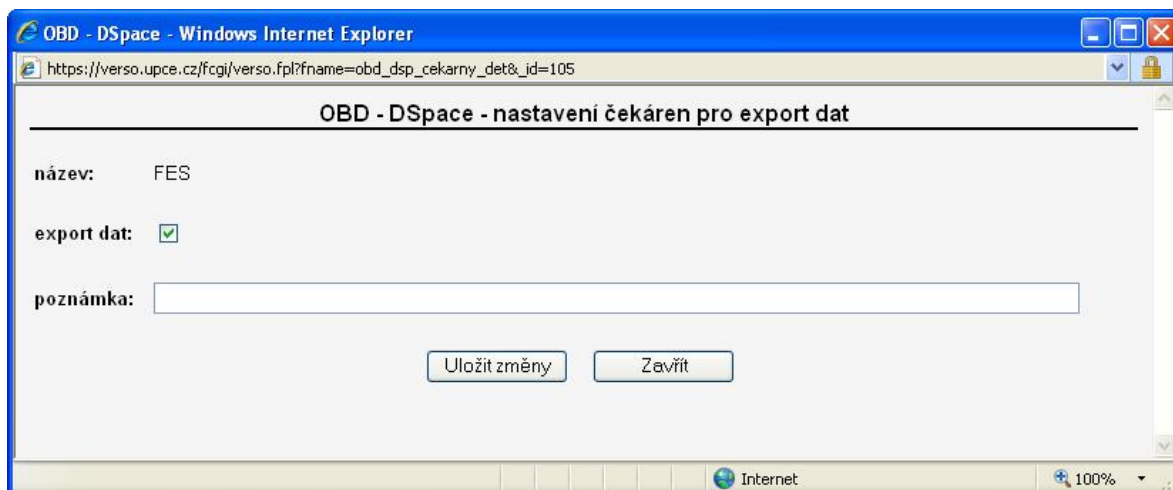 OBD - DSpace - Windows Internet Explorer
https://verso.upce.cz/fcgi/verso.fpl?fname=obd_dsp_cekarny_det&_id=105
OBD - DSpace - nastavení čekáren pro export dat
název: FES
export dat:
poznámka:
Uložit změny Zavřít
Internet 100%